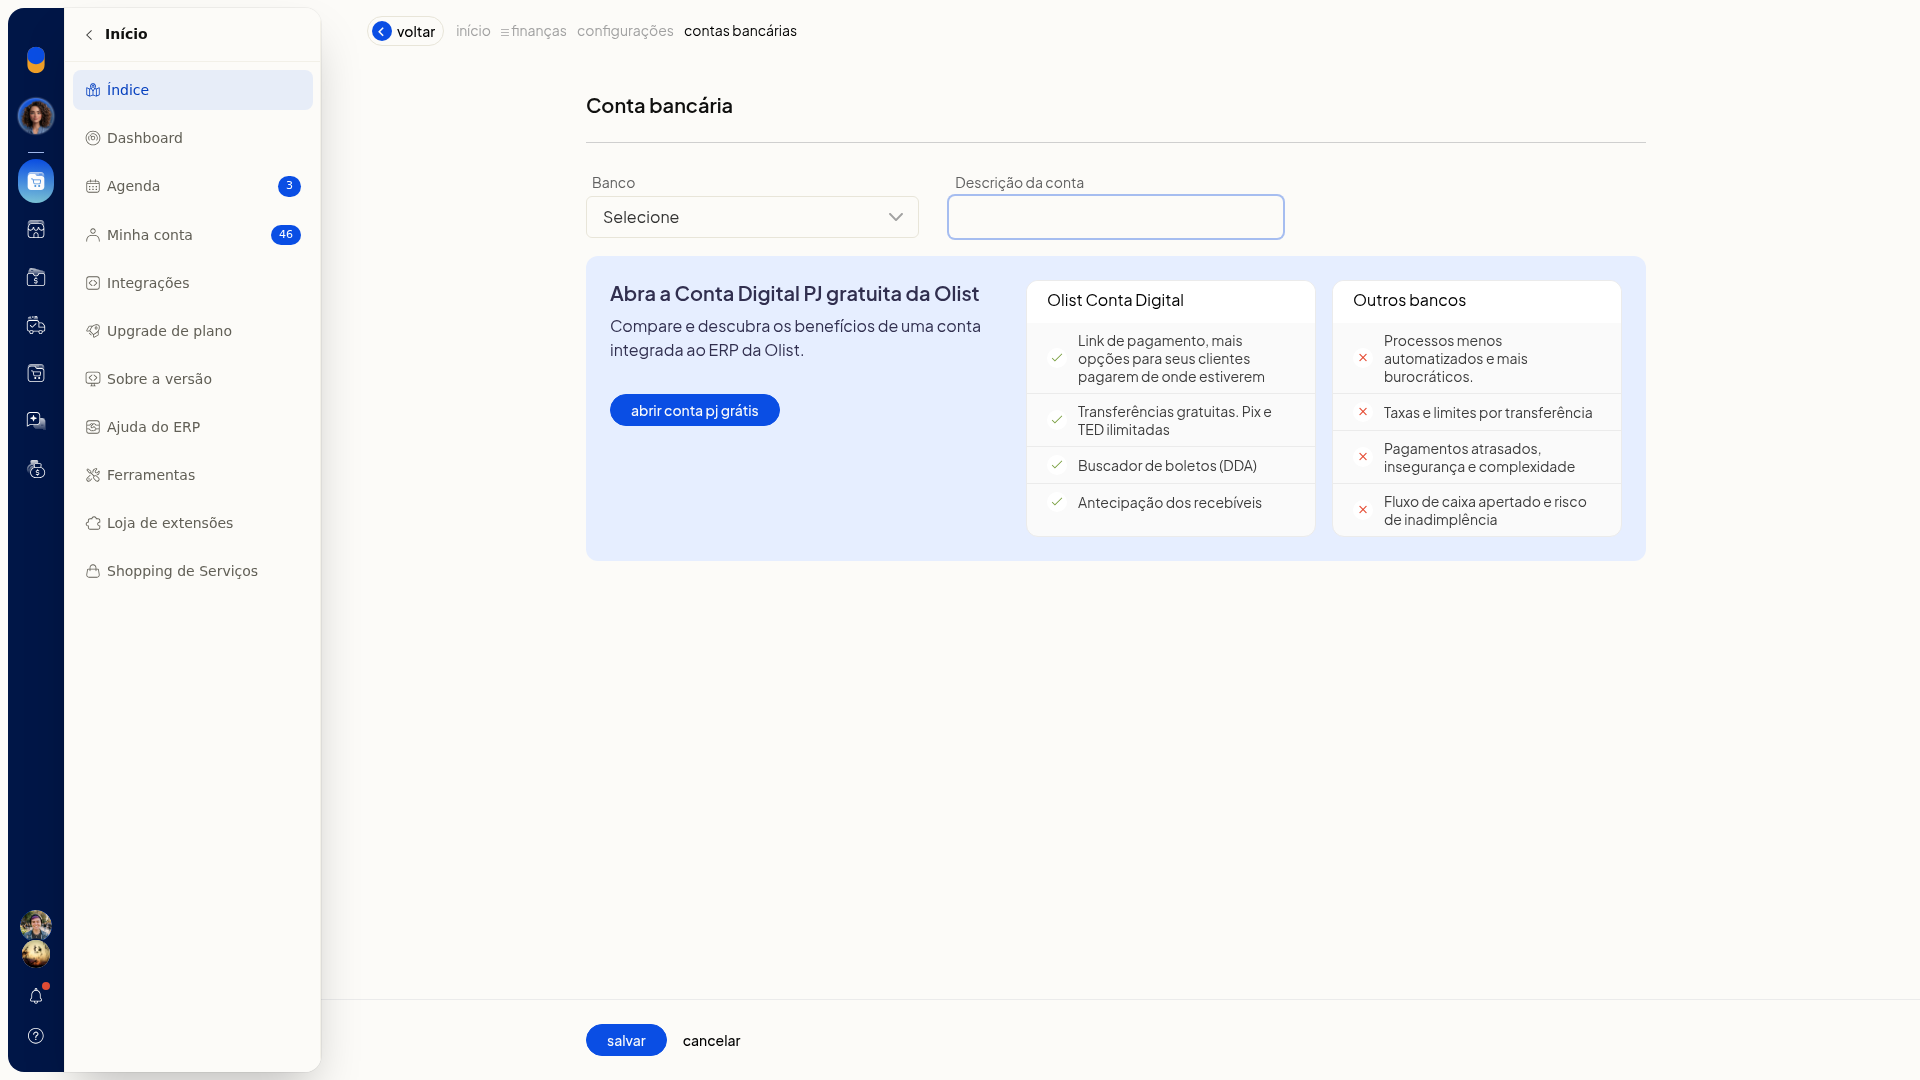 Início
Índice
Dashboard
Agenda
3
Minha conta
46
Integrações
Upgrade de plano
Sobre a versão
Ajuda do ERP
Ferramentas
Loja de extensões
Shopping de Serviços
voltar
início
finanças
configurações
contas bancárias
Conta bancária
Banco
Selecione
Descrição da conta
Abra a Conta Digital PJ gratuita da Olist
Compare e descubra os benefícios de uma conta
integrada ao ERP da Olist.
abrir conta pj grátis
Olist Conta Digital
Link de pagamento, mais
opções para seus clientes
pagarem de onde estiverem
Transferências gratuitas. Pix e
TED ilimitadas
Buscador de boletos (DDA)
Antecipação dos recebíveis
Outros bancos
Processos menos
automatizados e mais
burocráticos.
Taxas e limites por transferência
Pagamentos atrasados,
insegurança e complexidade
Fluxo de caixa apertado e risco
de inadimplência
salvar
cancelar